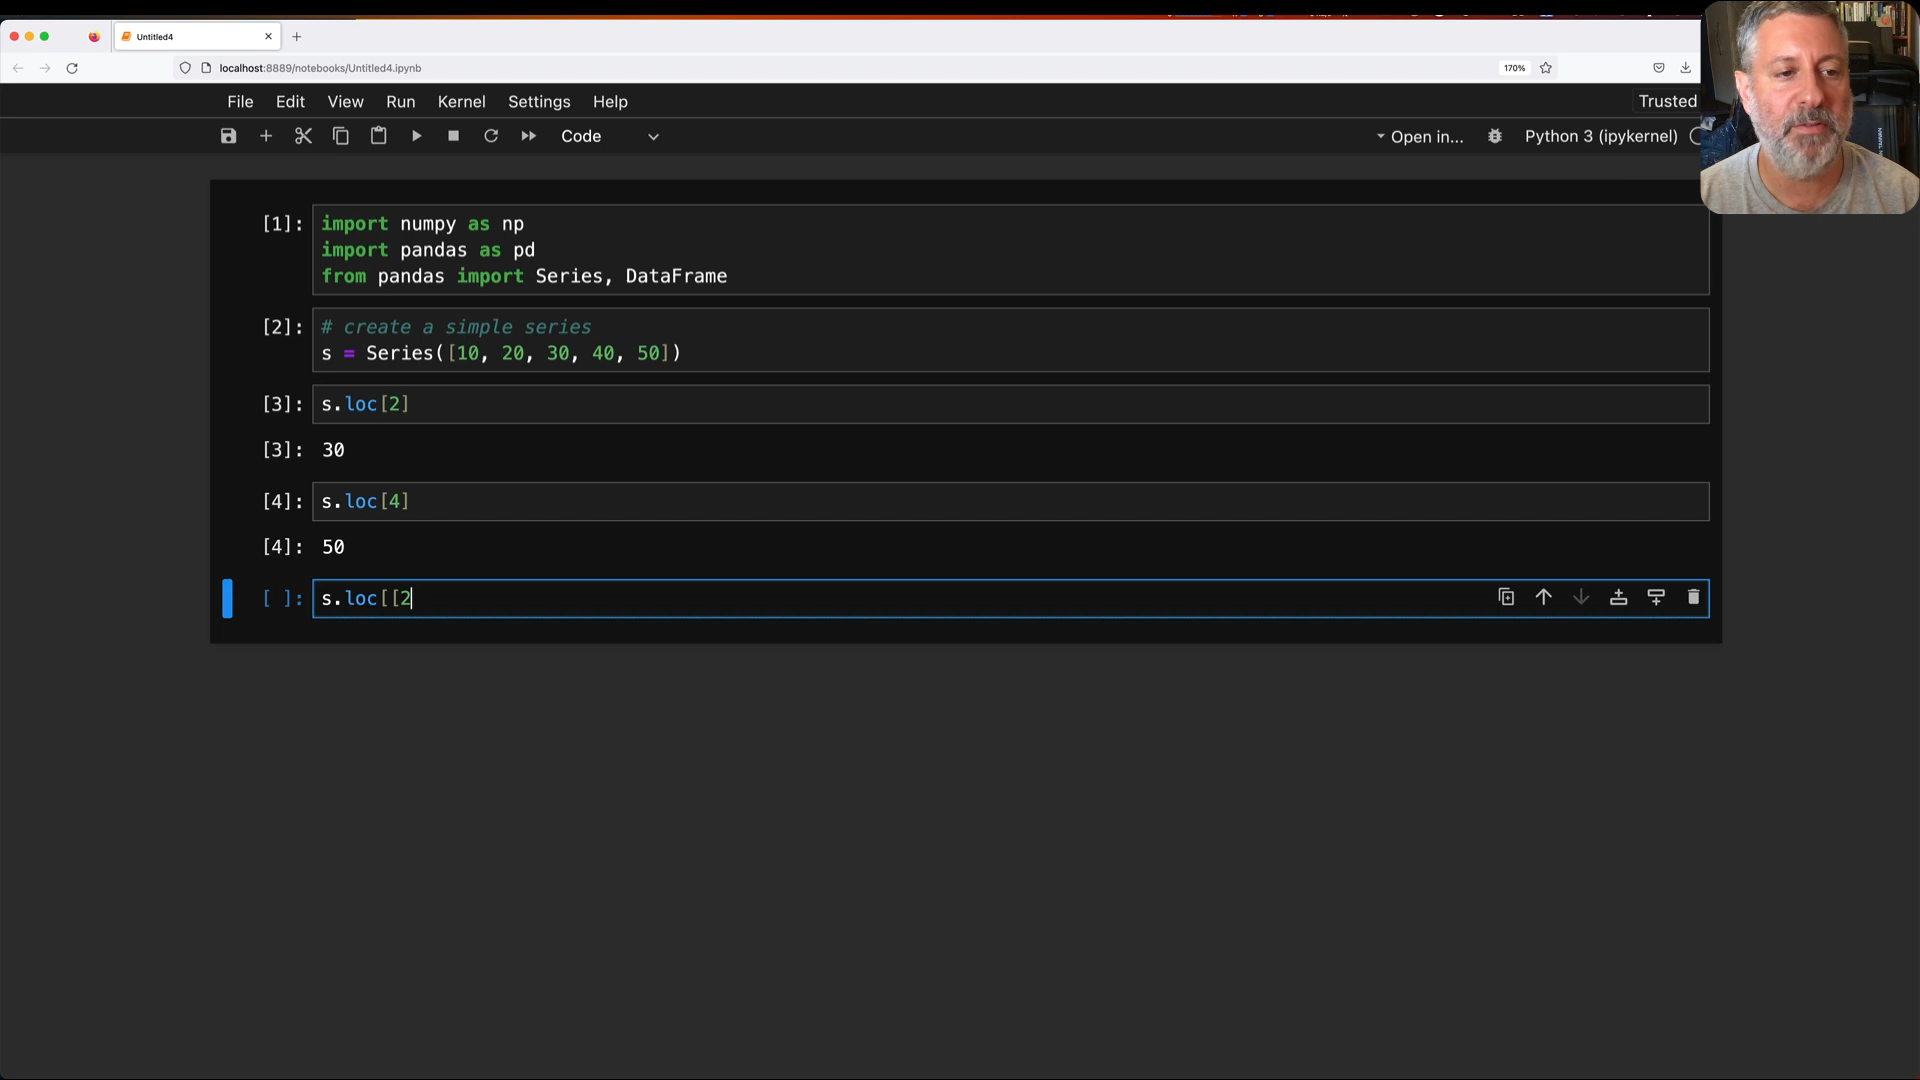 Untitled4
localhost:8889/notebooks/Untitled4.ipynb
170%
File Edit View Run Kernel Settings Help
Trusted
Code
Open in...
Python 3 (ipykernel)
[1]: import numpy as np
import pandas as pd
from pandas import Series, DataFrame
[2]: # create a simple series
s = Series([10, 20, 30, 40, 50])
[3]: s.loc[2]
[3]: 30
[4]: s.loc[4]
[4]: 50
[ ]: s.loc[[2